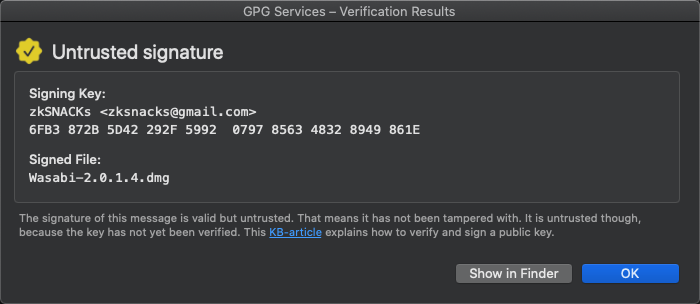 GPG Services – Verification Results
Untrusted signature
Signing Key:
zkSNACKs <zksnacks@gmail.com>
6FB3 872B 5D42 292F 5992  0797 8563 4832 8949 861E
Signed File:
Wasabi-2.0.1.4.dmg
The signature of this message is valid but untrusted. That means it has not been tampered with. It is untrusted though,
because the key has not yet been verified. This KB-article explains how to verify and sign a public key.
Show in Finder
OK